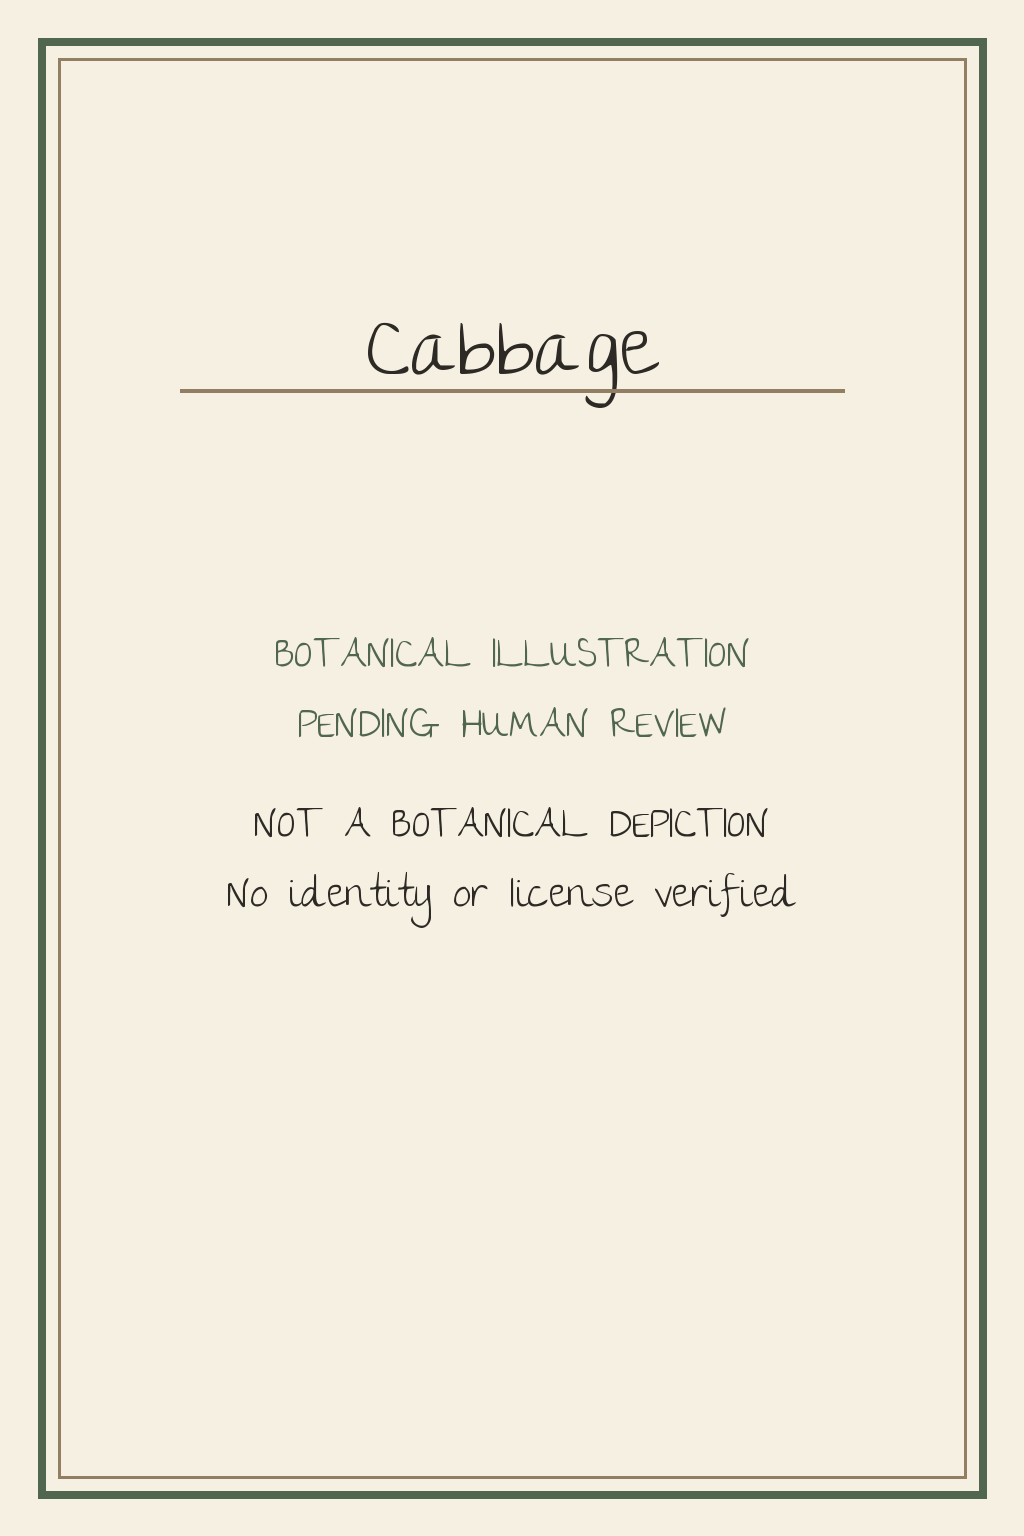 Cabbage
BOTANICAL ILLUSTRATION
PENDING HUMAN REVIEW
NOT A BOTANICAL DEPICTION
No identity or license verified